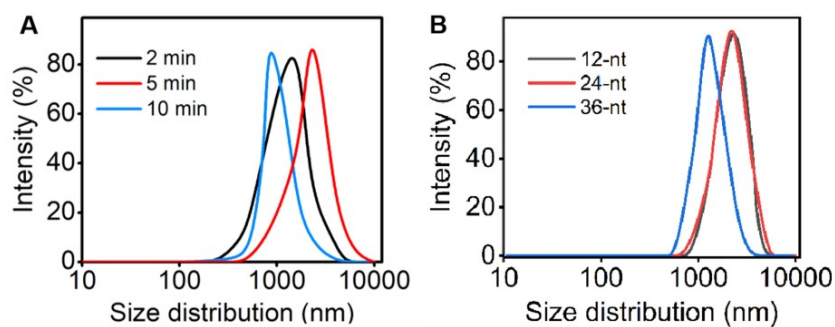 A
2 min
5 min
10 min
80
60
40
20
0
10 100 1000 10000
Intensity (%)
Size distribution (nm)
B
12-nt
24-nt
36-nt
80
60
40
20
0
10 100 1000 10000
Intensity (%)
Size distribution (nm)